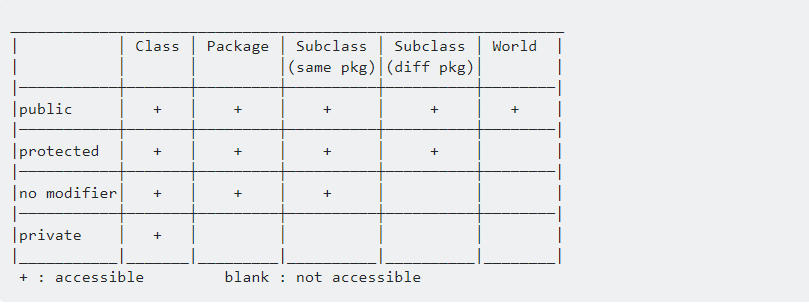 Class Package Subclass Subclass World
(same pkg) (diff pkg)
public + + + + +
protected + + + +
no modifier + + +
private +
+ : accessible blank : not accessible